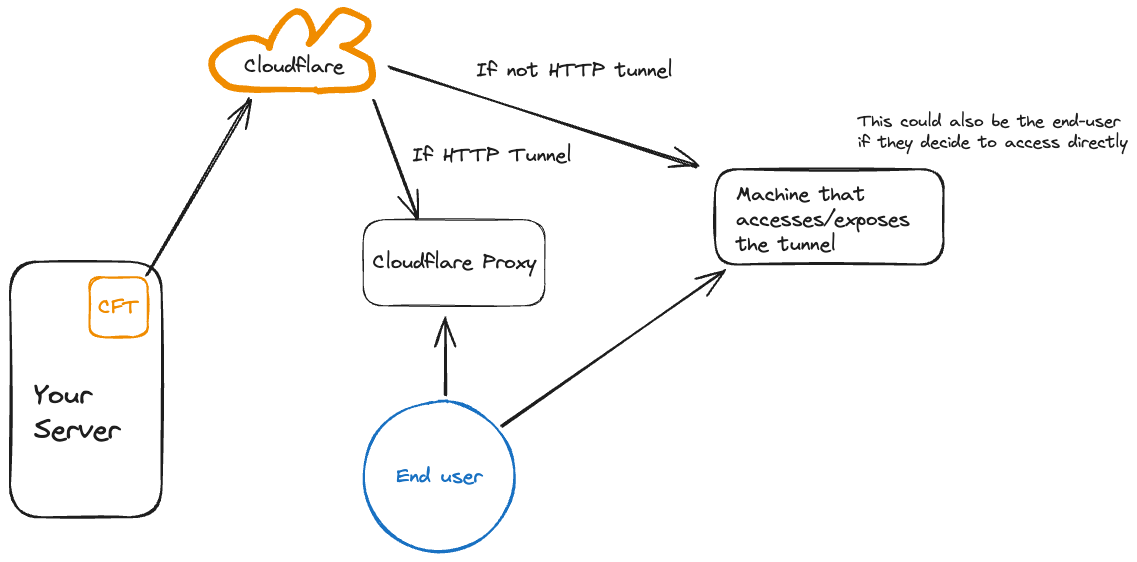 Cloudflare
If not HTTP tunnel
This could also be the end-user
if they decide to access directly
If HTTP Tunnel
Machine that
accesses/exposes
the tunnel
Cloudflare Proxy
CFT
Your
Server
End user